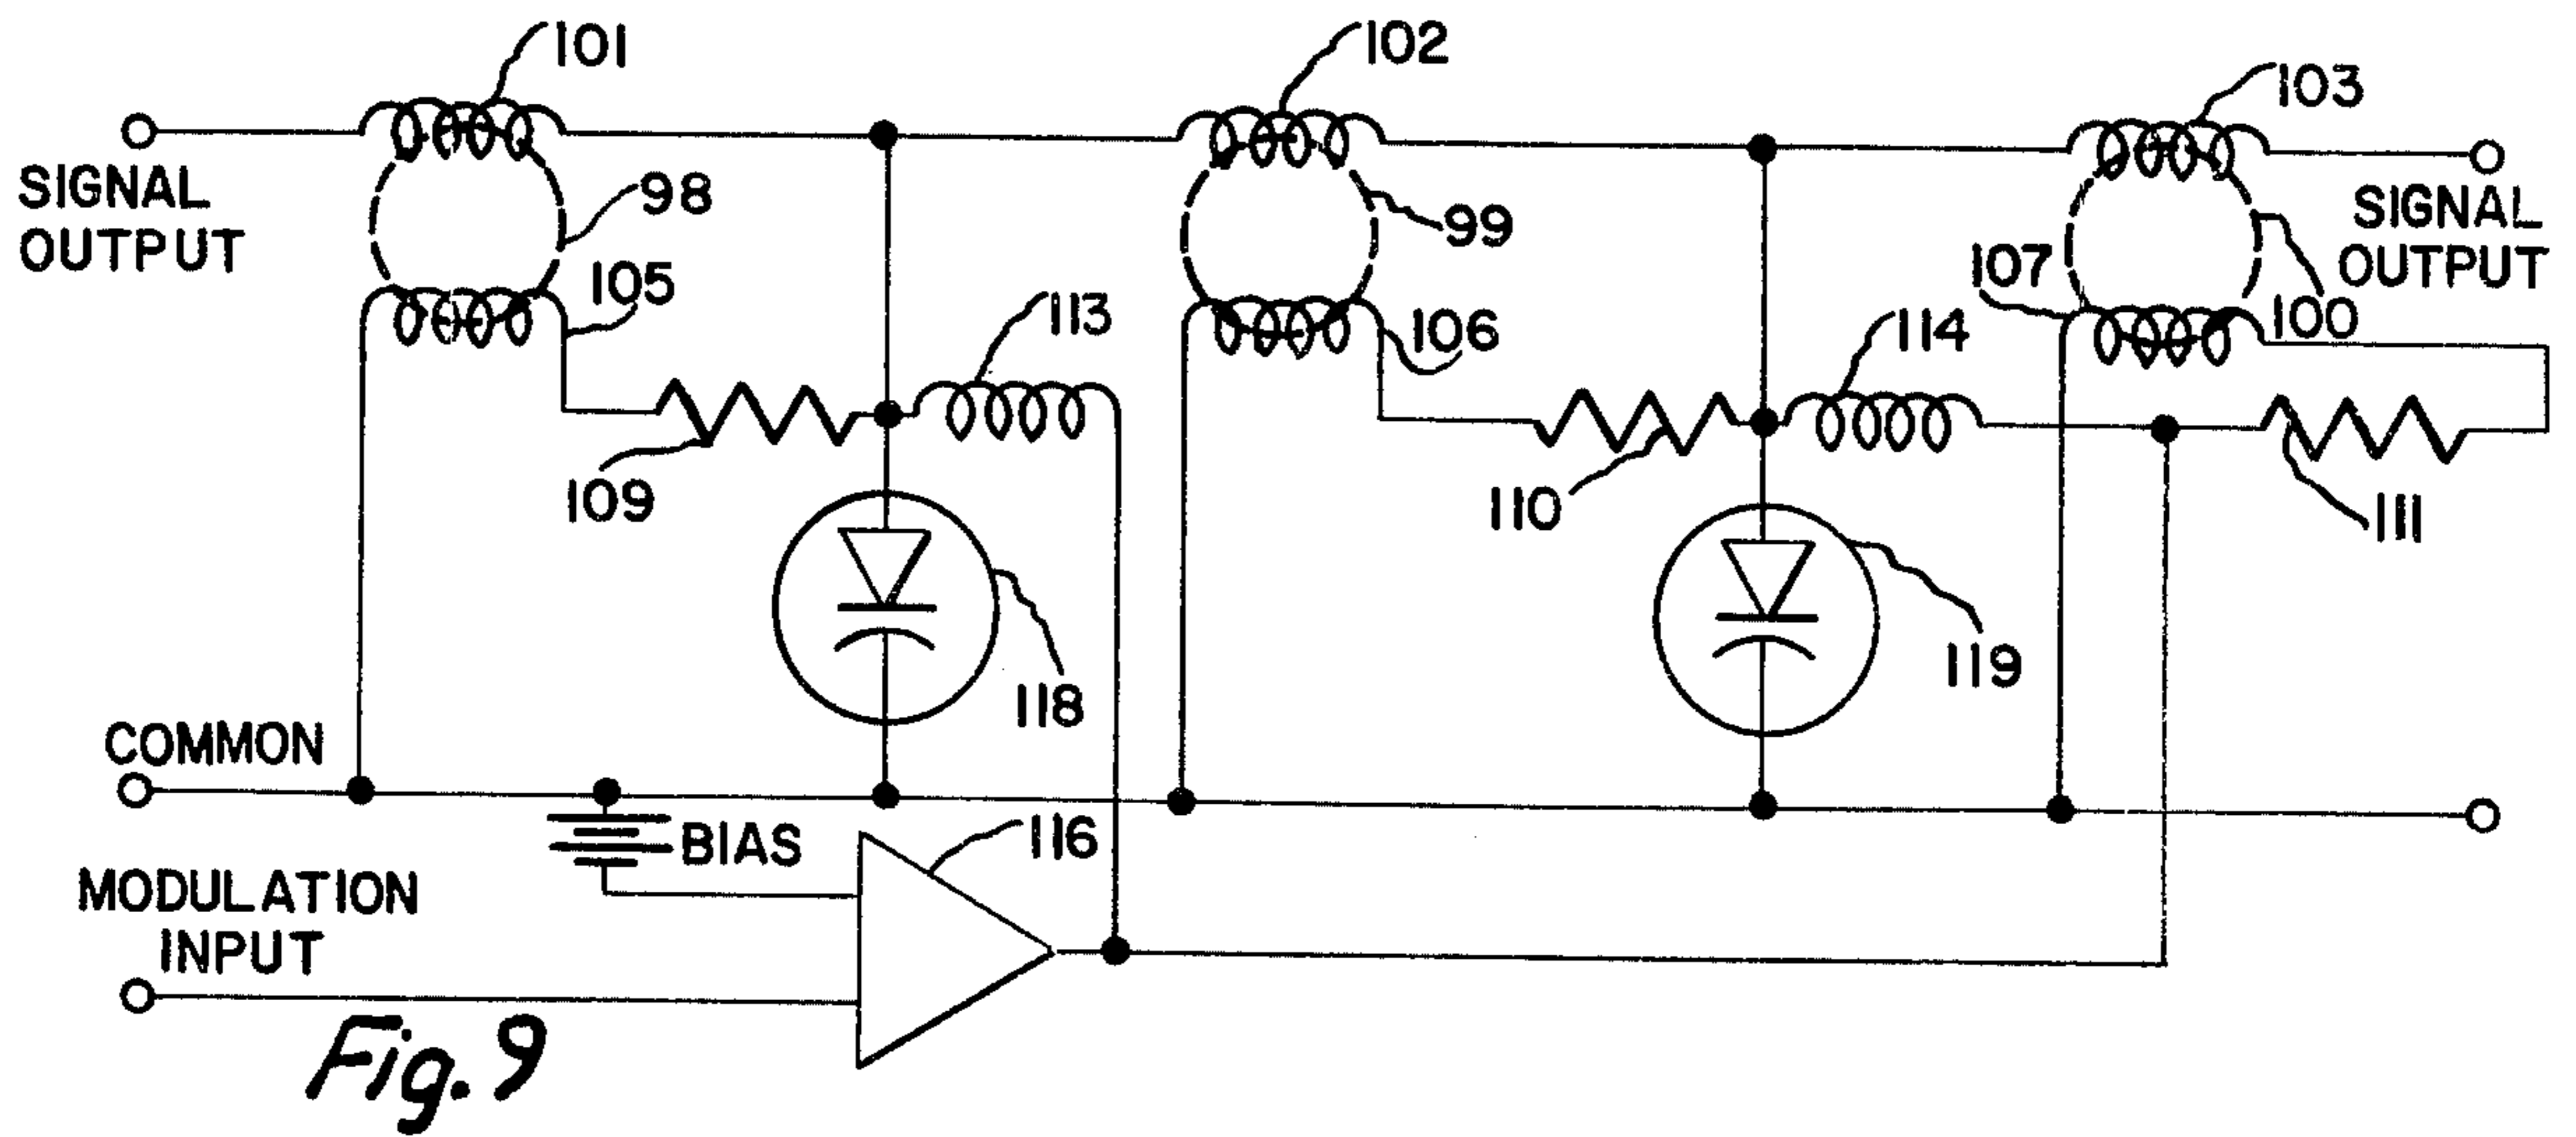 101
102
103
SIGNAL
OUTPUT
98
99
SIGNAL
OUTPUT
105
107
113
106
114
100
109
110
111
118
119
COMMON
BIAS
116
MODULATION
INPUT
Fig. 9